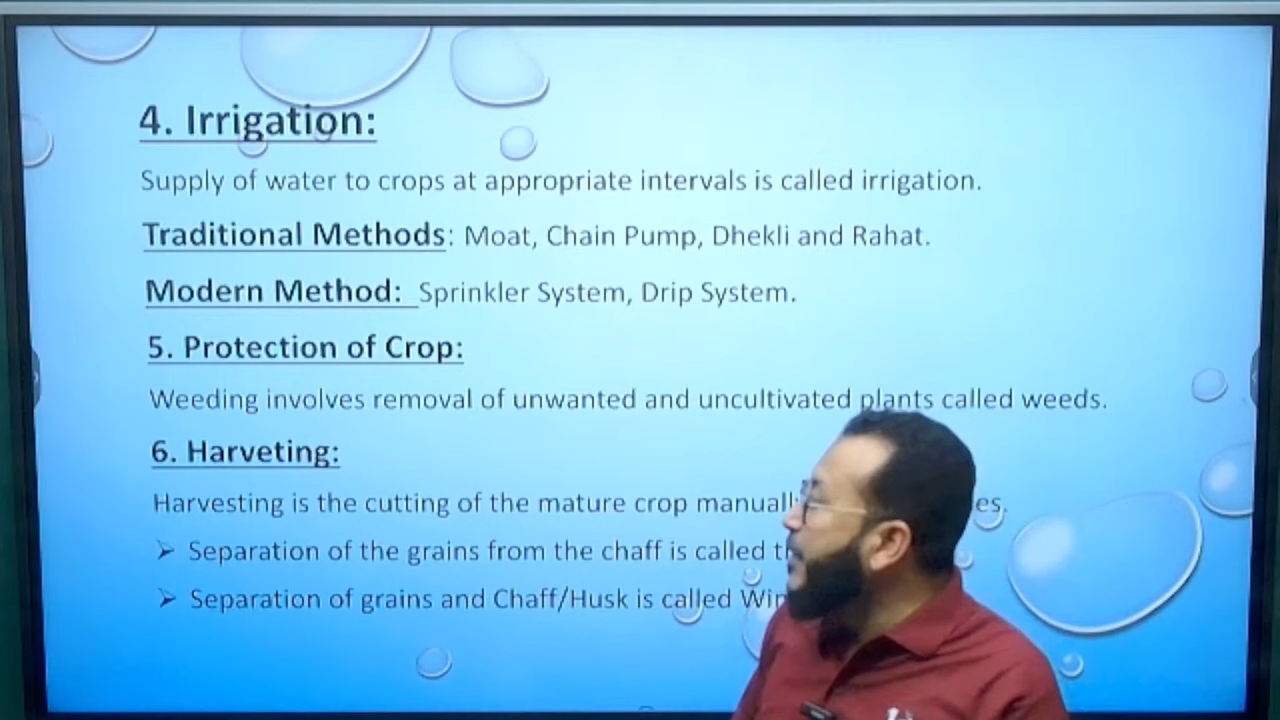 4. Irrigation:
Supply of water to crops at appropriate intervals is called irrigation.
Traditional Methods: Moat, Chain Pump, Dhekli and Rahat.
Modern Method: Sprinkler System, Drip System.
5. Protection of Crop:
Weeding involves removal of unwanted and uncultivated plants called weeds.
6. Harveting:
Harvesting is the cutting of the mature crop
➢ Separation of the grains from the chaff is called
➢ Separation of grains and Chaff/Husk is called